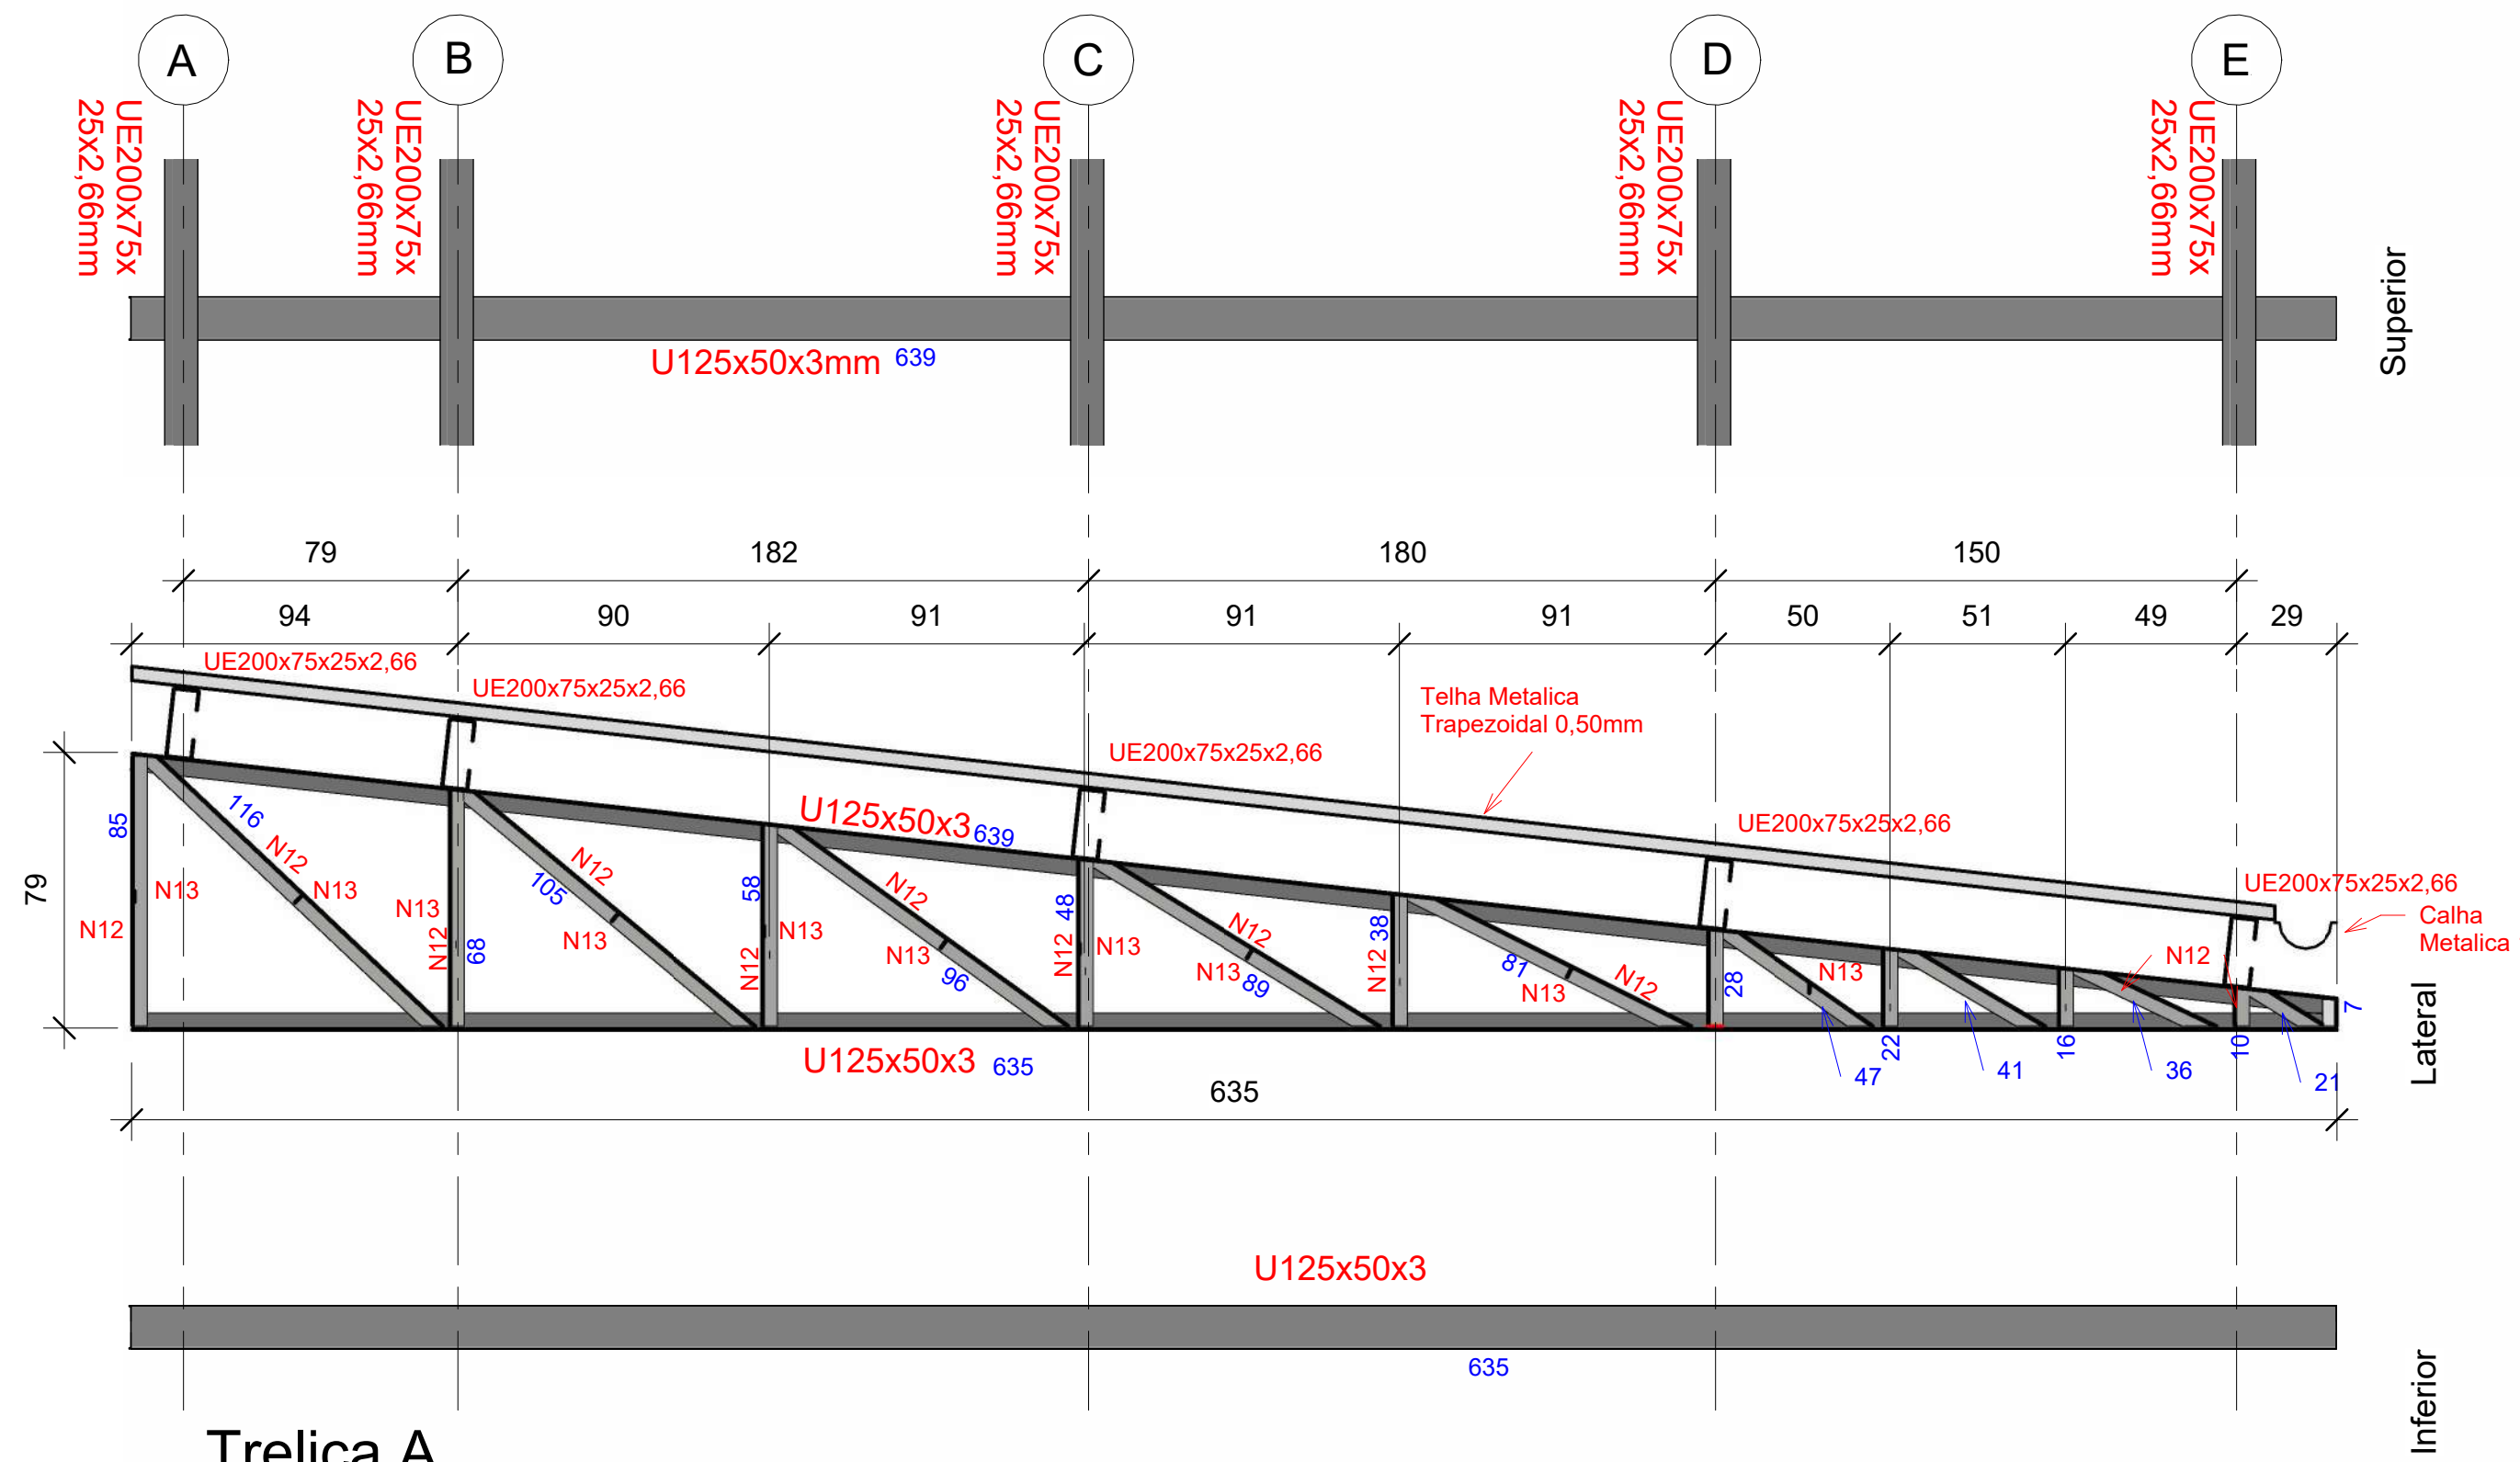 A
B
C
D
E
UE200x75x
25x2,66mm
UE200x75x
25x2,66mm
UE200x75x
25x2,66mm
UE200x75x
25x2,66mm
UE200x75x
25x2,66mm
Superior
U125x50x3mm 639
79
182
180
150
94
90
91
91
91
50
51
49
29
UE200x75x25x2,66
UE200x75x25x2,66
Telha Metalica
Trapezoidal 0,50mm
UE200x75x25x2,66
UE200x75x25x2,66
UE200x75x25x2,66
Calha
Metalica
79
85
N12
N13
116
N12
N13
N13
N12
68
N12
105
N13
U125x50x3 639
58
N12
N13
N12
N13
96
48
N12
N13
N12
N13
89
38
N12
81
N13
N12
28
N13
N12
7
47
22
41
16
36
10
21
Lateral
U125x50x3 635
635
U125x50x3
635
Inferior
Trelica A